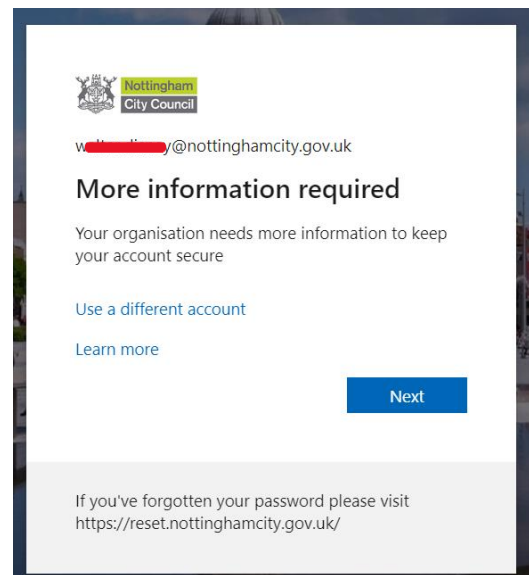 Nottingham
City Council
y@nottinghamcity.gov.uk
More information required
Your organisation needs more information to keep
your account secure
Use a different account
Learn more
Next
If you've forgotten your password please visit
https://reset.nottinghamcity.gov.uk/